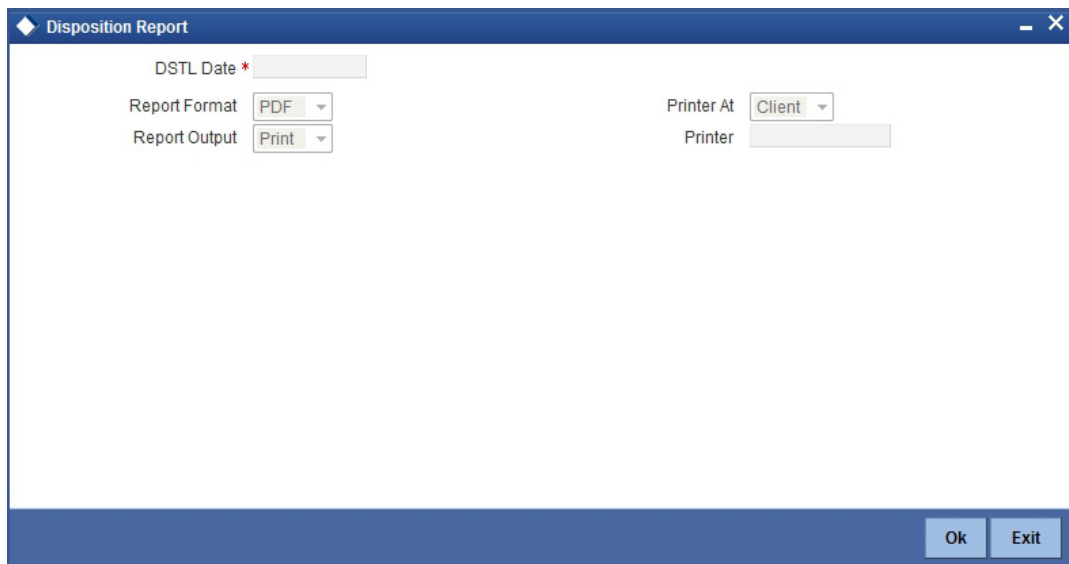 Disposition Report
DSTL Date *
Report Format PDF Printer At Client
Report Output Print Printer
Ok Exit